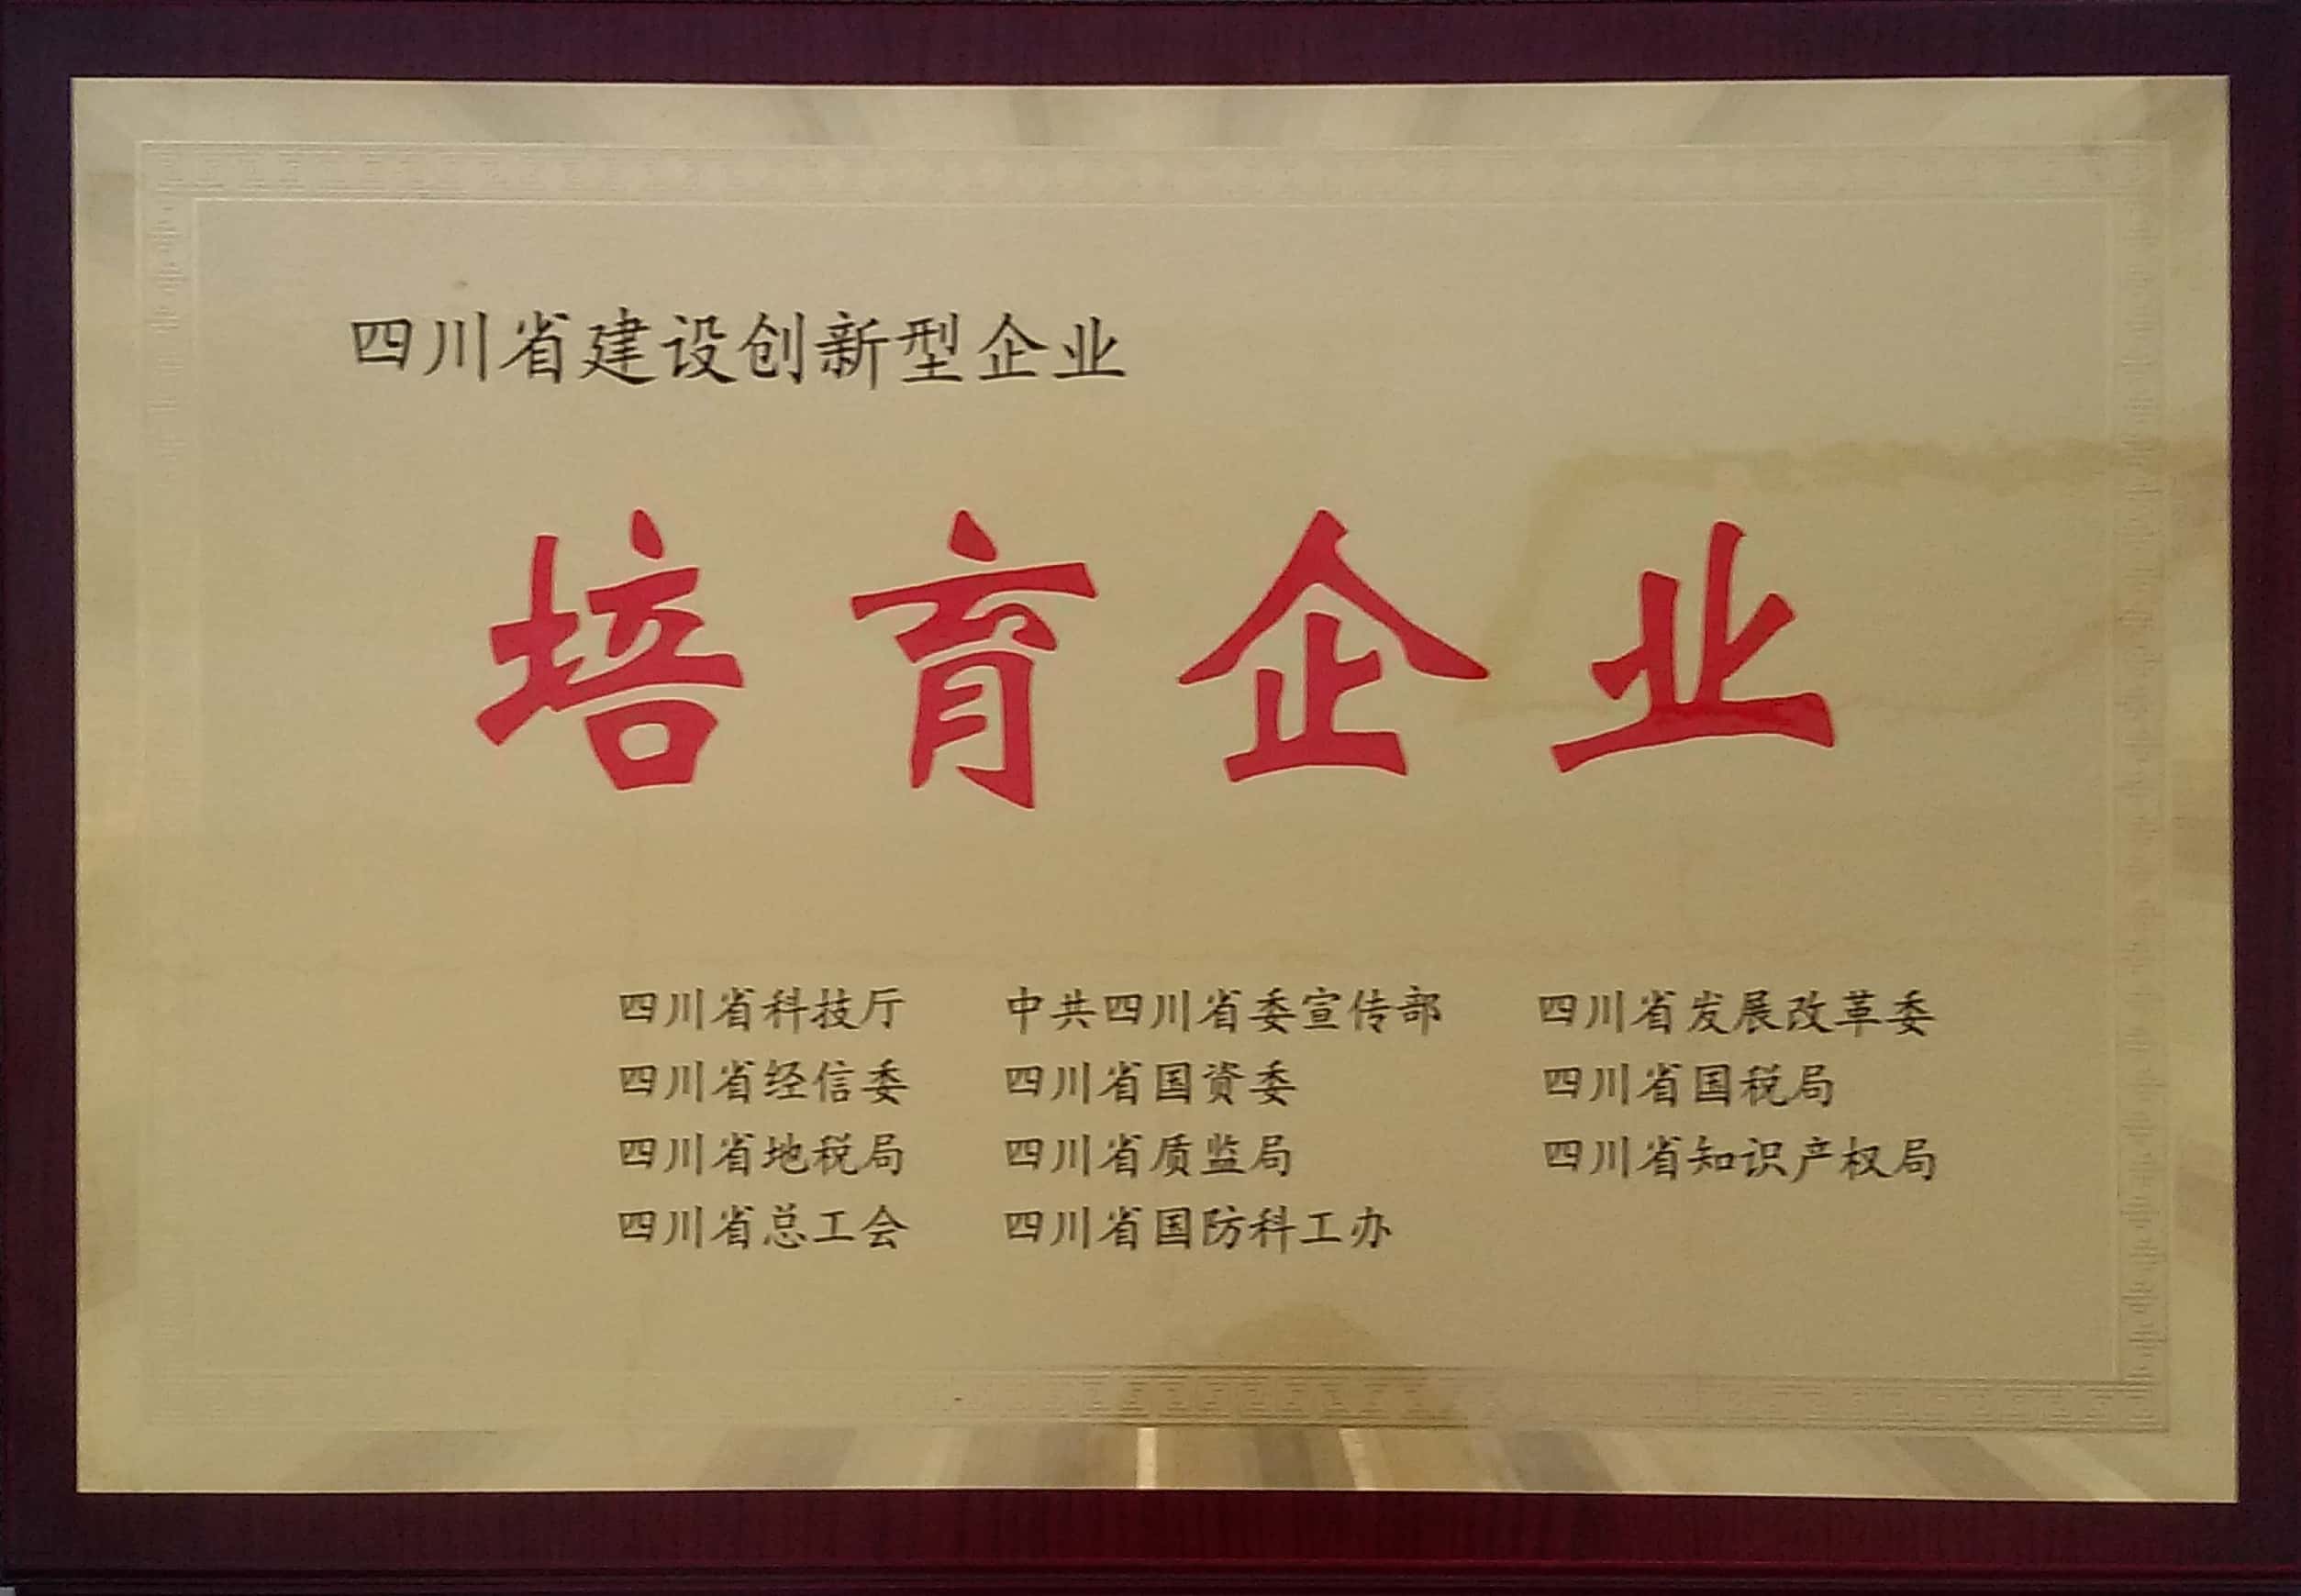 四川省建设创新型企业
培育企业
四川省科技厅 中共四川省委宣传部 四川省发展改革委
四川省经信委 四川省国资委 四川省国税局
四川省地税局 四川省质监局 四川省知识产权局
四川省总工会 四川省国防科工办